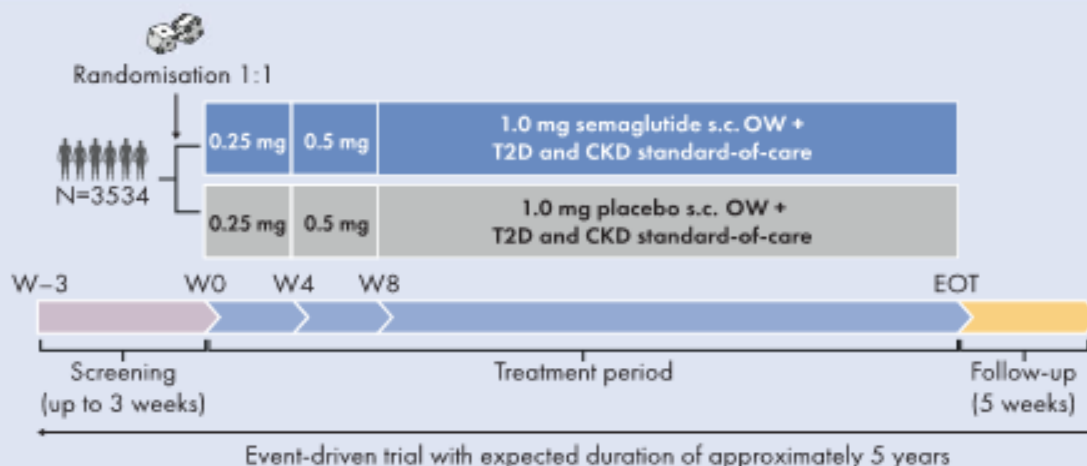 Randomisation 1:1
N=3534
0.25 mg
0.5 mg
1.0 mg semaglutide s.c. OW +
T2D and CKD standard-of-care
0.25 mg
0.5 mg
1.0 mg placebo s.c. OW +
T2D and CKD standard-of-care
W–3
W0
W4
W8
EOT
Screening
(up to 3 weeks)
Treatment period
Follow-up
(5 weeks)
Event-driven trial with expected duration of approximately 5 years